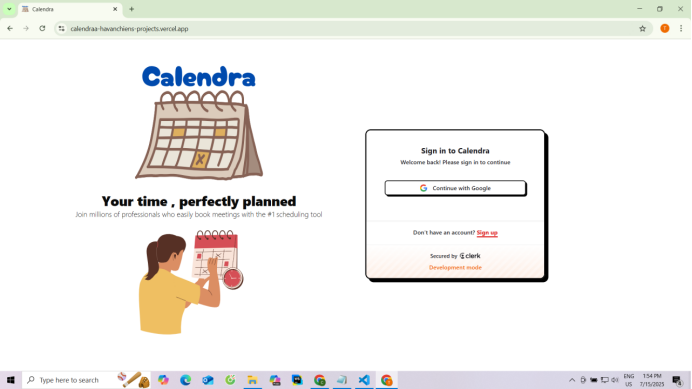 Calendra
calendraa-havanchiens-projects.vercel.app
Calendra
Your time , perfectly planned
Join millions of professionals who easily book meetings with the #1 scheduling tool
Sign in to Calendra
Welcome back! Please sign in to continue
Continue with Google
Don't have an account? Sign up
Secured by clerk
Development mode
Type here to search
ENG
US
1:54 PM
7/15/2025